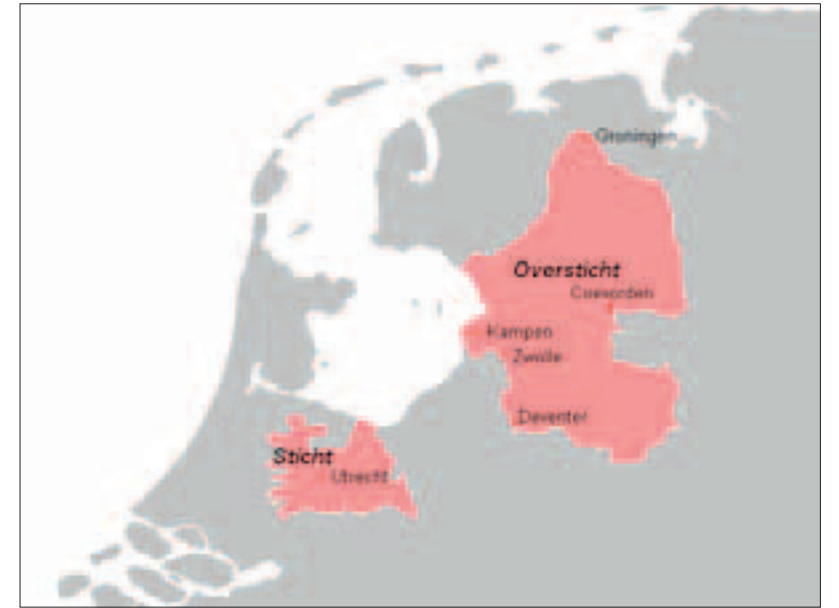 Groningen
Oversticht
Coevorden
Kampen
Zwolle
Deventer
Sticht
Utrecht